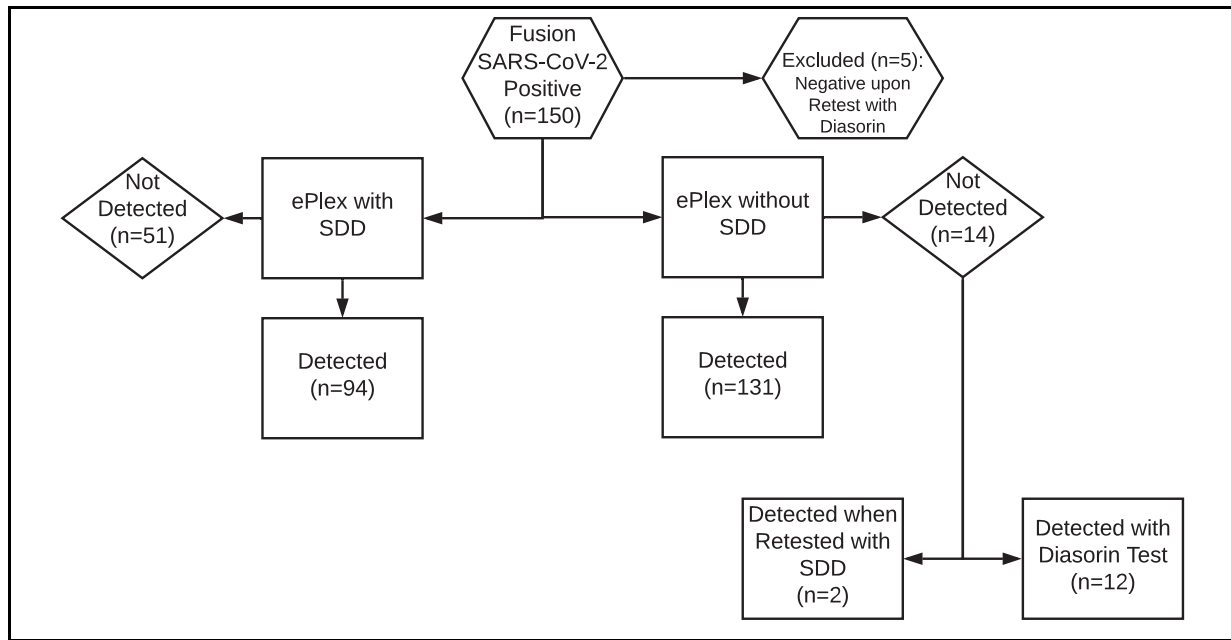 Fusion
SARS-CoV-2
Positive
(n=150)
Excluded (n=5):
Negative upon
Retest with
Diasorin
Not
Detected
(n=51)
ePlex with
SDD
ePlex without
SDD
Not
Detected
(n=14)
Detected
(n=94)
Detected
(n=131)
Detected when
Retested with
SDD
(n=2)
Detected with
Diasorin Test
(n=12)